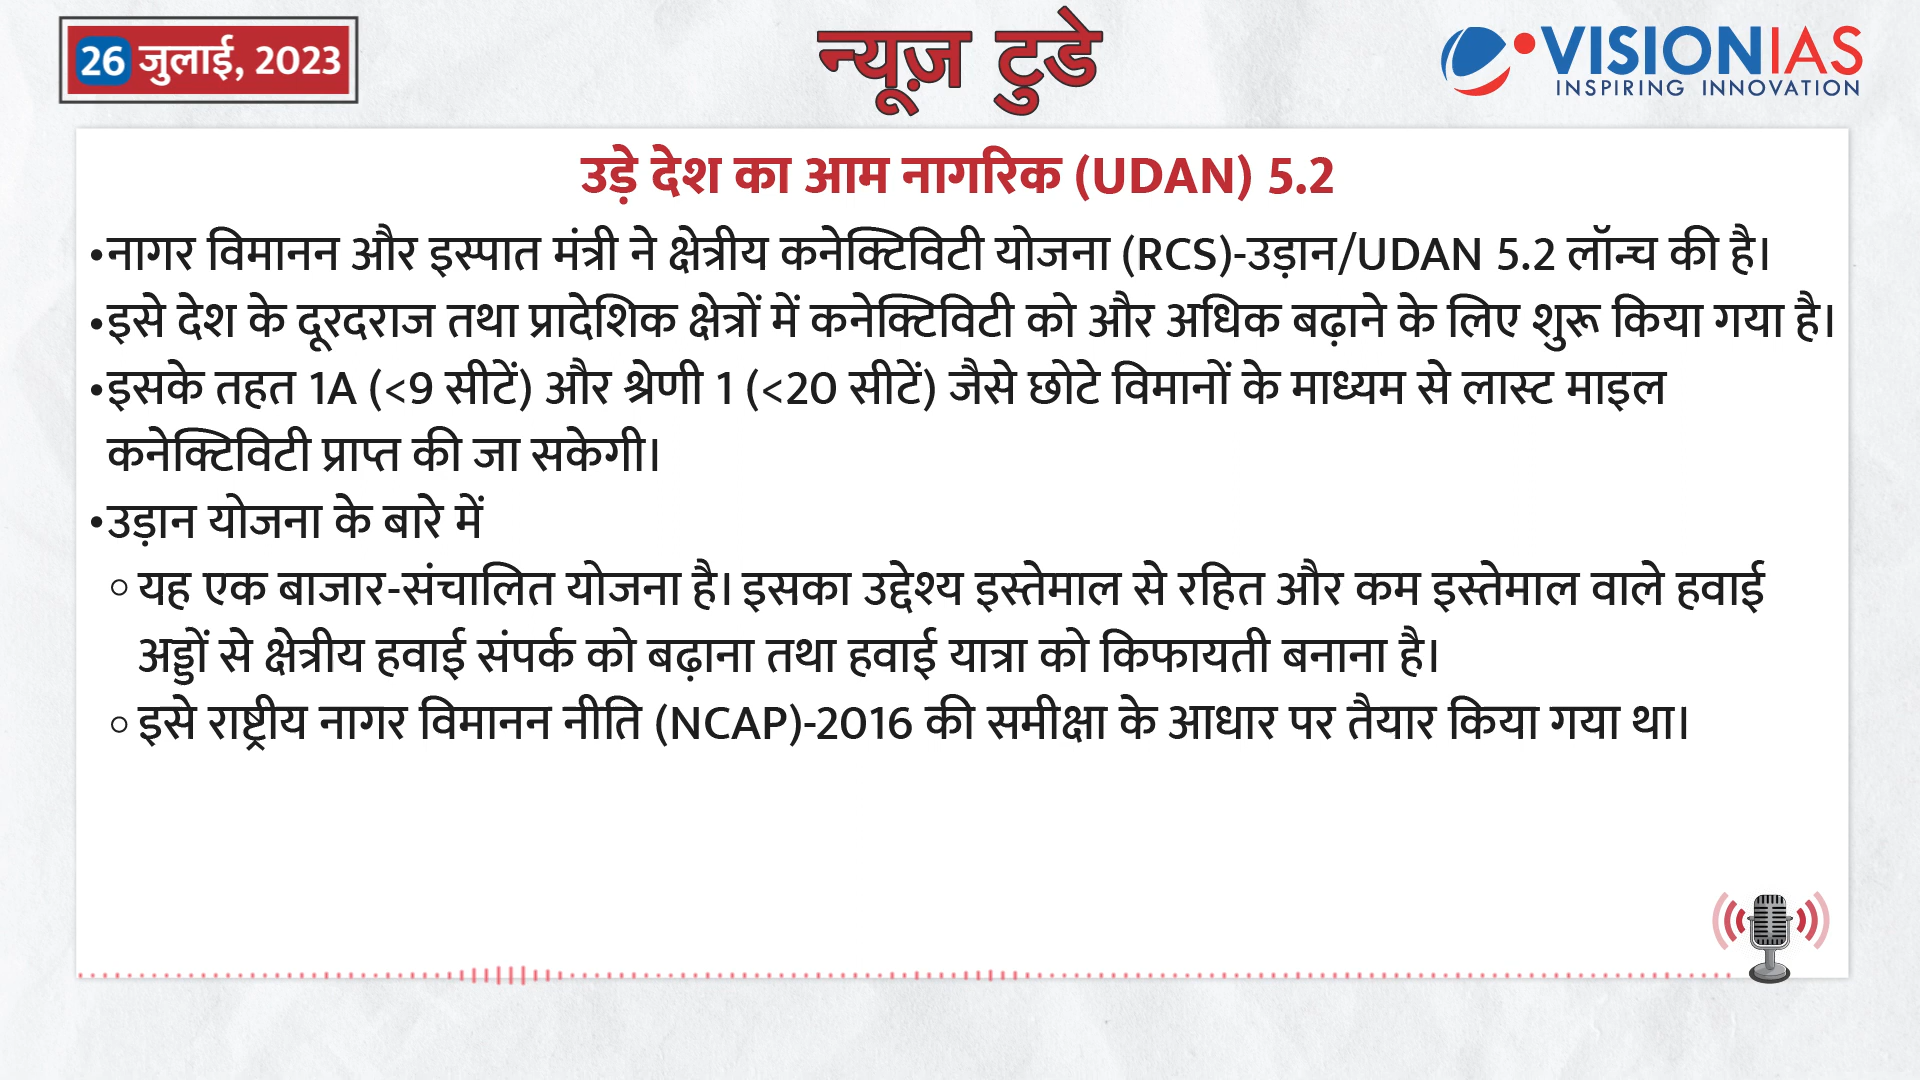 26 जुलाई, 2023
न्यूज़ टुडे
VISIONIAS
INSPIRING INNOVATION
उड़े देश का आम नागरिक (UDAN) 5.2
•नागर विमानन और इस्पात मंत्री ने क्षेत्रीय कनेक्टिविटी योजना (RCS)-उड़ान/UDAN 5.2 लॉन्च की है।
•इसे देश के दूरदराज तथा प्रादेशिक क्षेत्रों में कनेक्टिविटी को और अधिक बढ़ाने के लिए शुरू किया गया है।
•इसके तहत 1A (<9 सीटें) और श्रेणी 1 (<20 सीटें) जैसे छोटे विमानों के माध्यम से लास्ट माइल
कनेक्टिविटी प्राप्त की जा सकेगी।
•उड़ान योजना के बारे में
○ यह एक बाजार-संचालित योजना है। इसका उद्देश्य इस्तेमाल से रहित और कम इस्तेमाल वाले हवाई
अड्डों से क्षेत्रीय हवाई संपर्क को बढ़ाना तथा हवाई यात्रा को किफायती बनाना है।
○ इसे राष्ट्रीय नागर विमानन नीति (NCAP)-2016 की समीक्षा के आधार पर तैयार किया गया था।